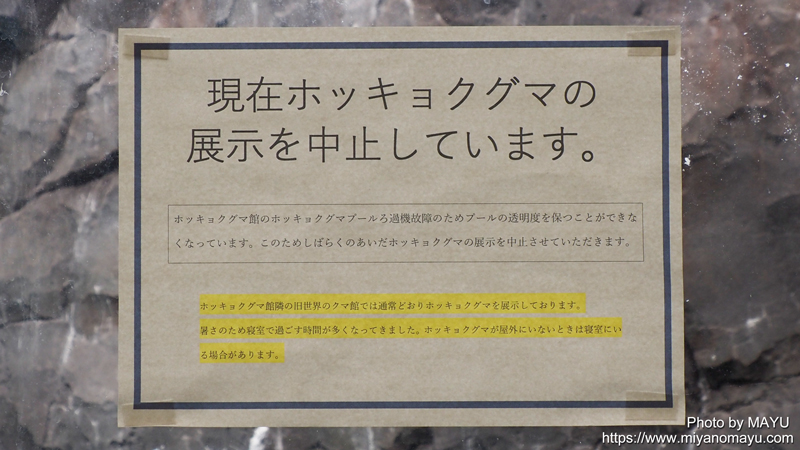 現在ホッキョクグマの
展示を中止しています。
ホッキョクグマ館のホッキョクグマプールろ過機故障のためプールの透明度を保つことができな
くなっています。このためしばらくのあいだホッキョクグマの展示を中止させていただきます。
ホッキョクグマ館隣の旧世界のクマ館では通常どおりホッキョクグマを展示しております。
暑さのため寝室で過ごす時間が多くなってきました。ホッキョクグマが屋外にいないときは寝室にい
る場合があります。
Photo by MAYU
https://www.miyanomayu.com